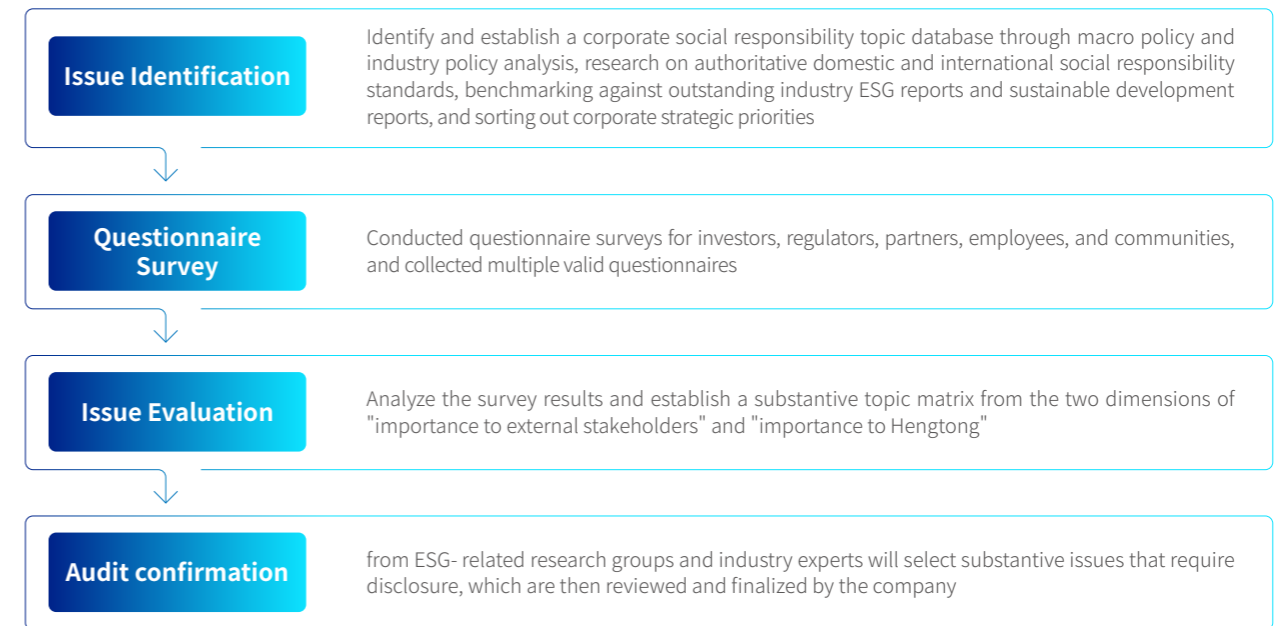 Issue Identification
Identify and establish a corporate social responsibility topic database through macro policy and
industry policy analysis, research on authoritative domestic and international social responsibility
standards, benchmarking against outstanding industry ESG reports and sustainable development
reports, and sorting out corporate strategic priorities
Questionnaire
Survey
Conducted questionnaire surveys for investors, regulators, partners, employees, and communities,
and collected multiple valid questionnaires
Issue Evaluation
Analyze the survey results and establish a substantive topic matrix from the two dimensions of
"importance to external stakeholders" and "importance to Hengtong"
Audit confirmation
from ESG- related research groups and industry experts will select substantive issues that require
disclosure, which are then reviewed and finalized by the company